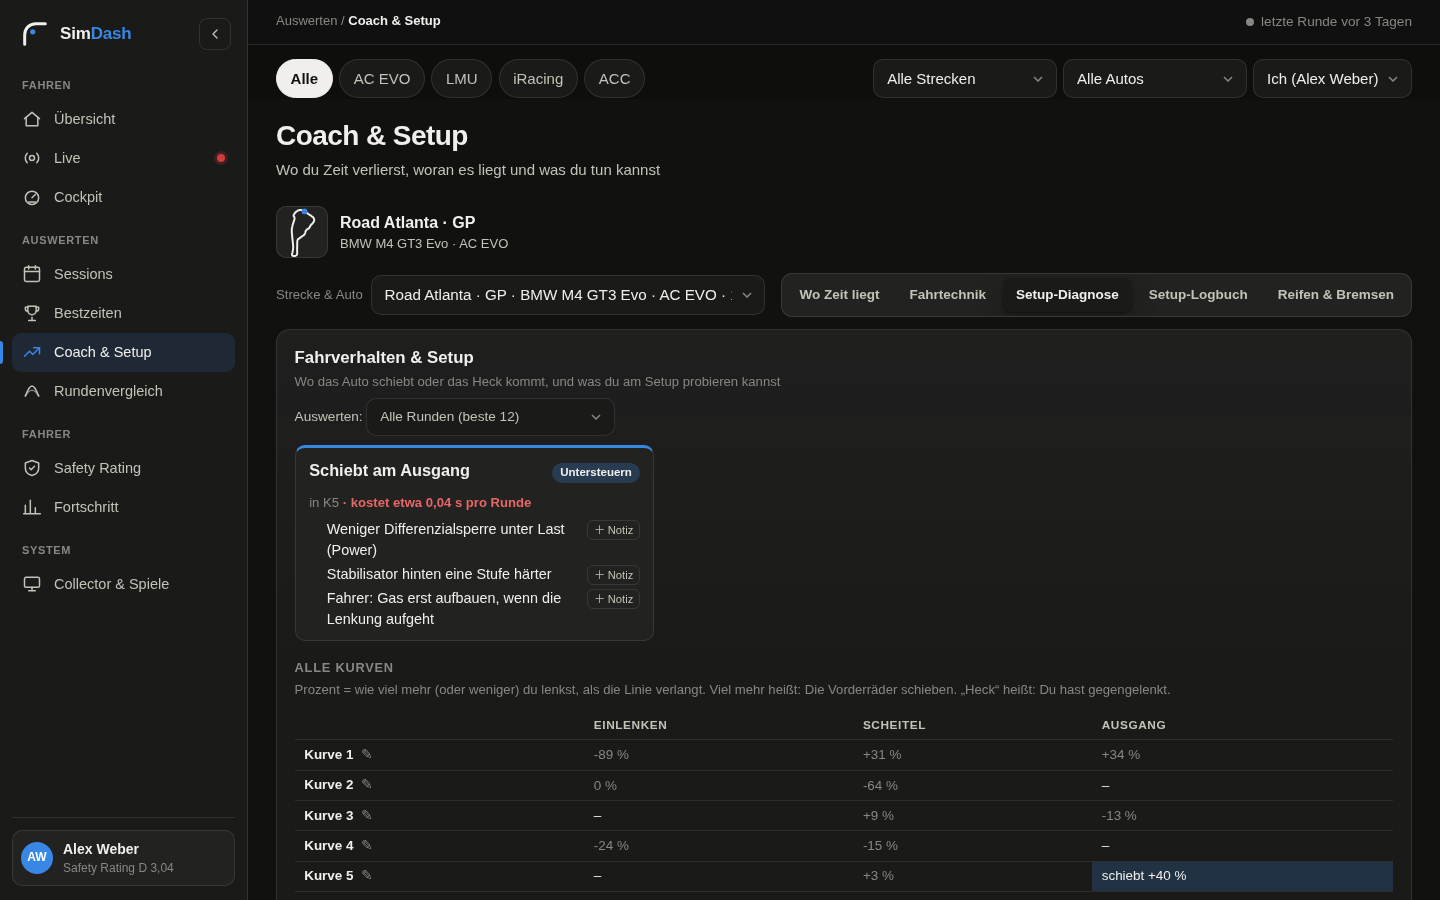 SimDash
FAHREN
Übersicht
Live
Cockpit
AUSWERTEN
Sessions
Bestzeiten
Coach & Setup
Rundenvergleich
FAHRER
Safety Rating
Fortschritt
SYSTEM
Collector & Spiele
AW
Alex Weber
Safety Rating D 3,04
Auswerten / Coach & Setup
letzte Runde vor 3 Tagen
Alle AC EVO LMU iRacing ACC
Alle Strecken Alle Autos Ich (Alex Weber)
Coach & Setup
Wo du Zeit verlierst, woran es liegt und was du tun kannst
Road Atlanta · GP
BMW M4 GT3 Evo · AC EVO
Strecke & Auto Road Atlanta · GP · BMW M4 GT3 Evo · AC EVO ·
Wo Zeit liegt Fahrtechnik Setup-Diagnose Setup-Logbuch Reifen & Bremsen
Fahrverhalten & Setup
Wo das Auto schiebt oder das Heck kommt, und was du am Setup probieren kannst
Auswerten: Alle Runden (beste 12)
Schiebt am Ausgang Untersteuern
in K5 · kostet etwa 0,04 s pro Runde
Weniger Differenzialsperre unter Last + Notiz
(Power)
Stabilisator hinten eine Stufe härter + Notiz
Fahrer: Gas erst aufbauen, wenn die + Notiz
Lenkung aufgeht
ALLE KURVEN
Prozent = wie viel mehr (oder weniger) du lenkst, als die Linie verlangt. Viel mehr heißt: Die Vorderräder schieben. „Heck“ heißt: Du hast gegengelenkt.
EINLENKEN SCHEITEL AUSGANG
Kurve 1 ✎ -89 % +31 % +34 %
Kurve 2 ✎ 0 % -64 % –
Kurve 3 ✎ – +9 % -13 %
Kurve 4 ✎ -24 % -15 % –
Kurve 5 ✎ – +3 % schiebt +40 %